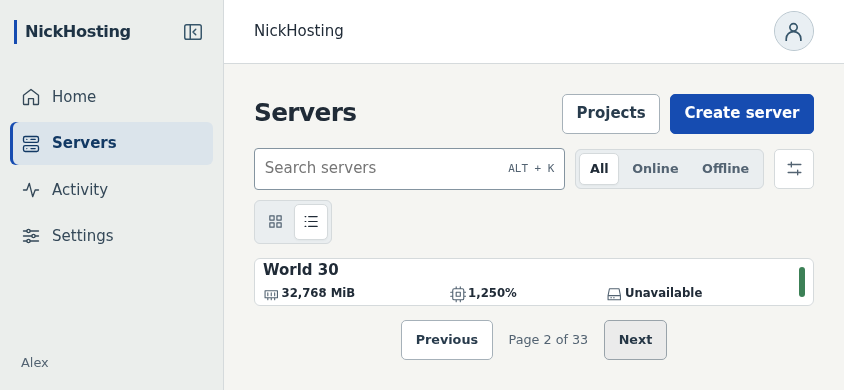 NickHosting
NickHosting
Home
Servers
Activity
Settings
Alex
Servers
Projects
Create server
Search servers
ALT + K
All
Online
Offline
World 30
32,768 MiB
1,250%
Unavailable
Previous
Page 2 of 33
Next